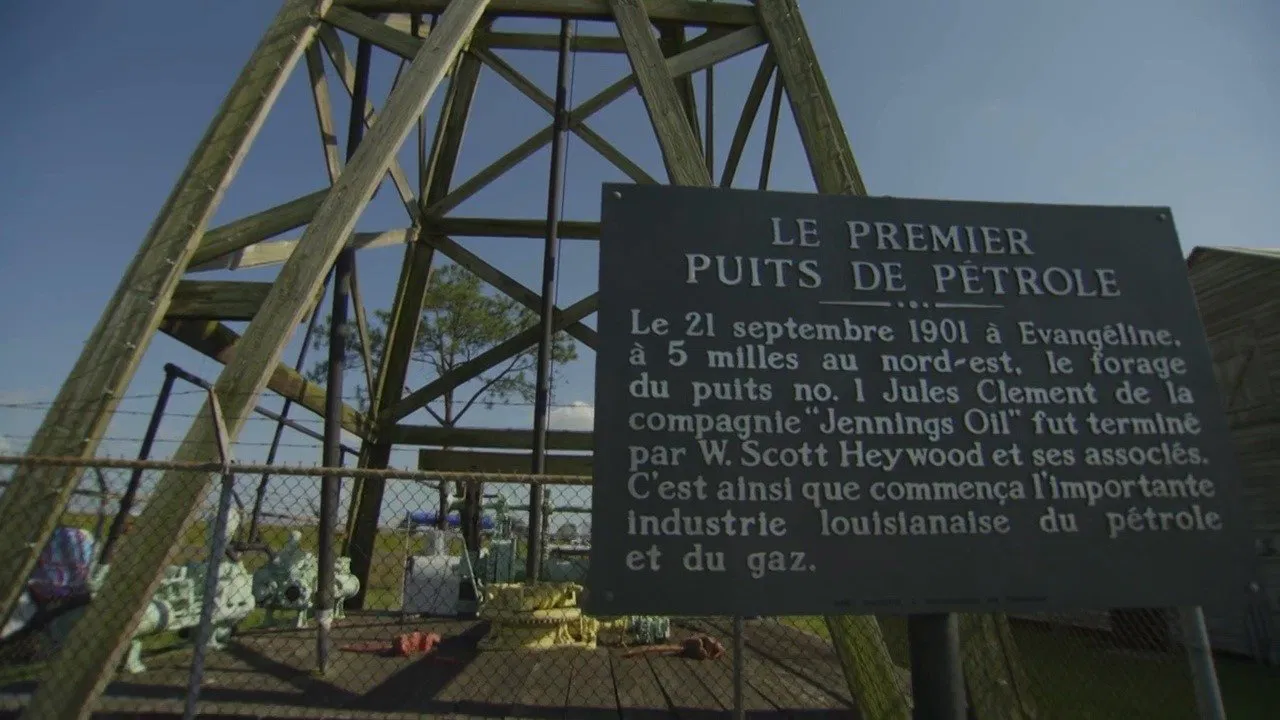 LE PREMIER
PUITS DE PÉTROLE
Le 21 septembre 1901 à Evangéline,
à 5 milles au nord-est, le forage
du puits no. 1 Jules Clement de la
compagnie "Jennings Oil" fut terminé
par W. Scott Heywood et ses associés.
C'est ainsi que commença l'importante
industrie louisianaise du pétrole
et du gaz.